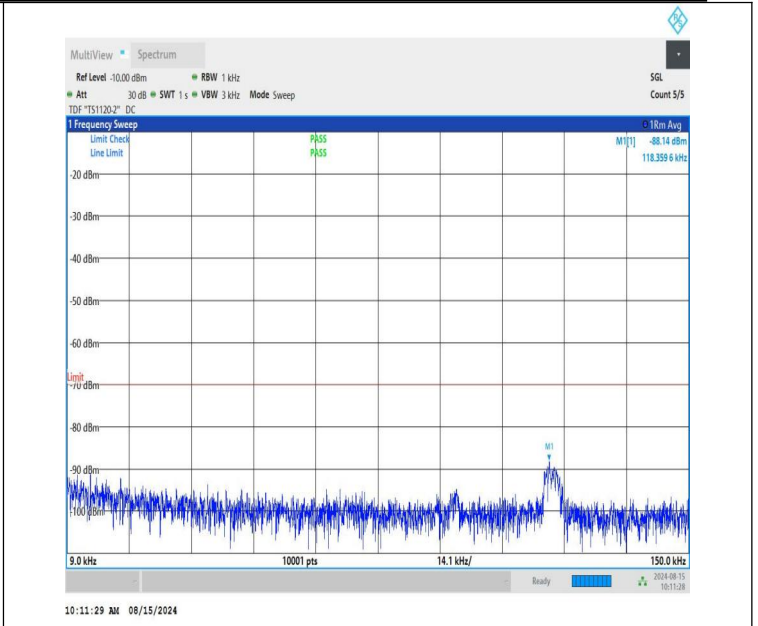 R S
MultiView Spectrum
Ref Level -10.00 dBm RBW 1 kHz SGL
Att 30 dB SWT 1 s VBW 3 kHz Mode Sweep Count 5/5
TDF "TS1120-2" DC
1 Frequency Sweep 1Rm Avg
Limit Check PASS M1[1] -88.14 dBm
Line Limit PASS 118.359 6 kHz
-20 dBm
-30 dBm
-40 dBm
-50 dBm
-60 dBm
Limit
-70 dBm
-80 dBm
M1
-90 dBm
-100 dBm
9.0 kHz 10001 pts 14.1 kHz/ 150.0 kHz
Ready 2024-08-15
10:11:28
10:11:29 AM 08/15/2024